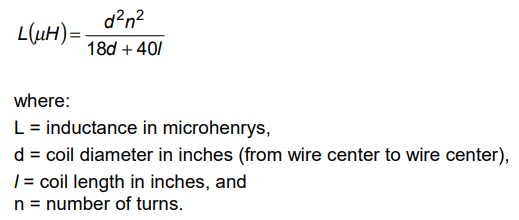 L(µH) = d²n² / 18d + 40l
where:
L = inductance in microhenrys,
d = coil diameter in inches (from wire center to wire center),
l = coil length in inches, and
n = number of turns.